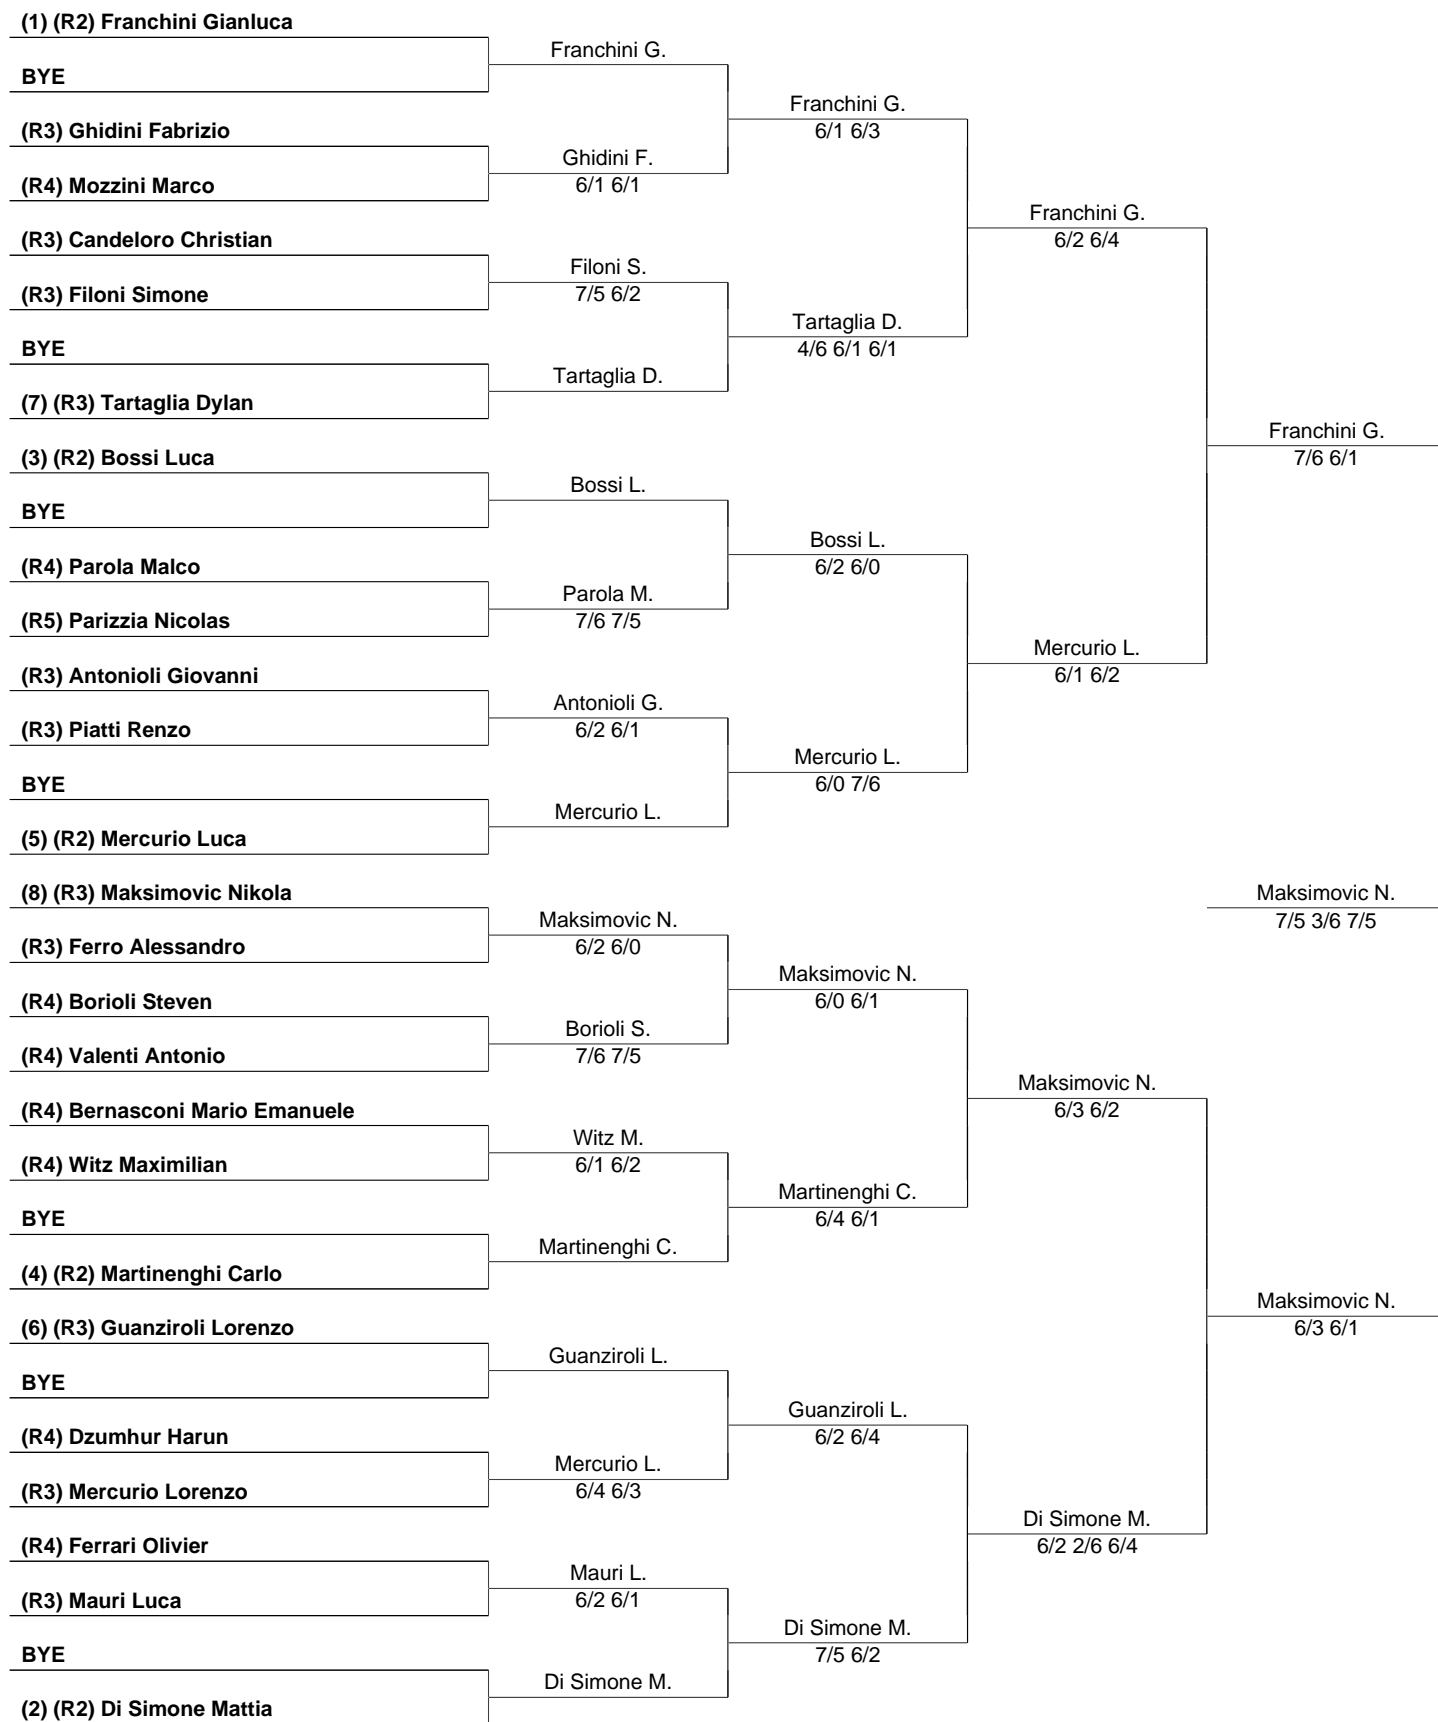 (1) (R2) Franchini Gianluca
Franchini G.
BYE
Franchini G.
6/1 6/3
(R3) Ghidini Fabrizio
Ghidini F.
6/1 6/1
(R4) Mozzini Marco
Franchini G.
6/2 6/4
(R3) Candeloro Christian
Filoni S.
7/5 6/2
(R3) Filoni Simone
Tartaglia D.
4/6 6/1 6/1
BYE
Tartaglia D.
(7) (R3) Tartaglia Dylan
Franchini G.
7/6 6/1
(3) (R2) Bossi Luca
Bossi L.
BYE
Bossi L.
6/2 6/0
(R4) Parola Malco
Parola M.
7/6 7/5
(R5) Parizzia Nicolas
Mercurio L.
6/1 6/2
(R3) Antonioli Giovanni
Antonioli G.
6/2 6/1
(R3) Piatti Renzo
Mercurio L.
6/0 7/6
BYE
Mercurio L.
(5) (R2) Mercurio Luca
(8) (R3) Maksimovic Nikola
Maksimovic N.
7/5 3/6 7/5
Maksimovic N.
6/2 6/0
(R3) Ferro Alessandro
Maksimovic N.
6/0 6/1
(R4) Borioli Steven
Borioli S.
7/6 7/5
(R4) Valenti Antonio
Maksimovic N.
6/3 6/2
(R4) Bernasconi Mario Emanuele
Witz M.
6/1 6/2
(R4) Witz Maximilian
Martinenghi C.
6/4 6/1
BYE
Martinenghi C.
(4) (R2) Martinenghi Carlo
Maksimovic N.
6/3 6/1
(6) (R3) Guanziroli Lorenzo
Guanziroli L.
BYE
Guanziroli L.
6/2 6/4
(R4) Dzumhur Harun
Mercurio L.
6/4 6/3
(R3) Mercurio Lorenzo
Di Simone M.
6/2 2/6 6/4
(R4) Ferrari Olivier
Mauri L.
6/2 6/1
(R3) Mauri Luca
Di Simone M.
7/5 6/2
BYE
Di Simone M.
(2) (R2) Di Simone Mattia